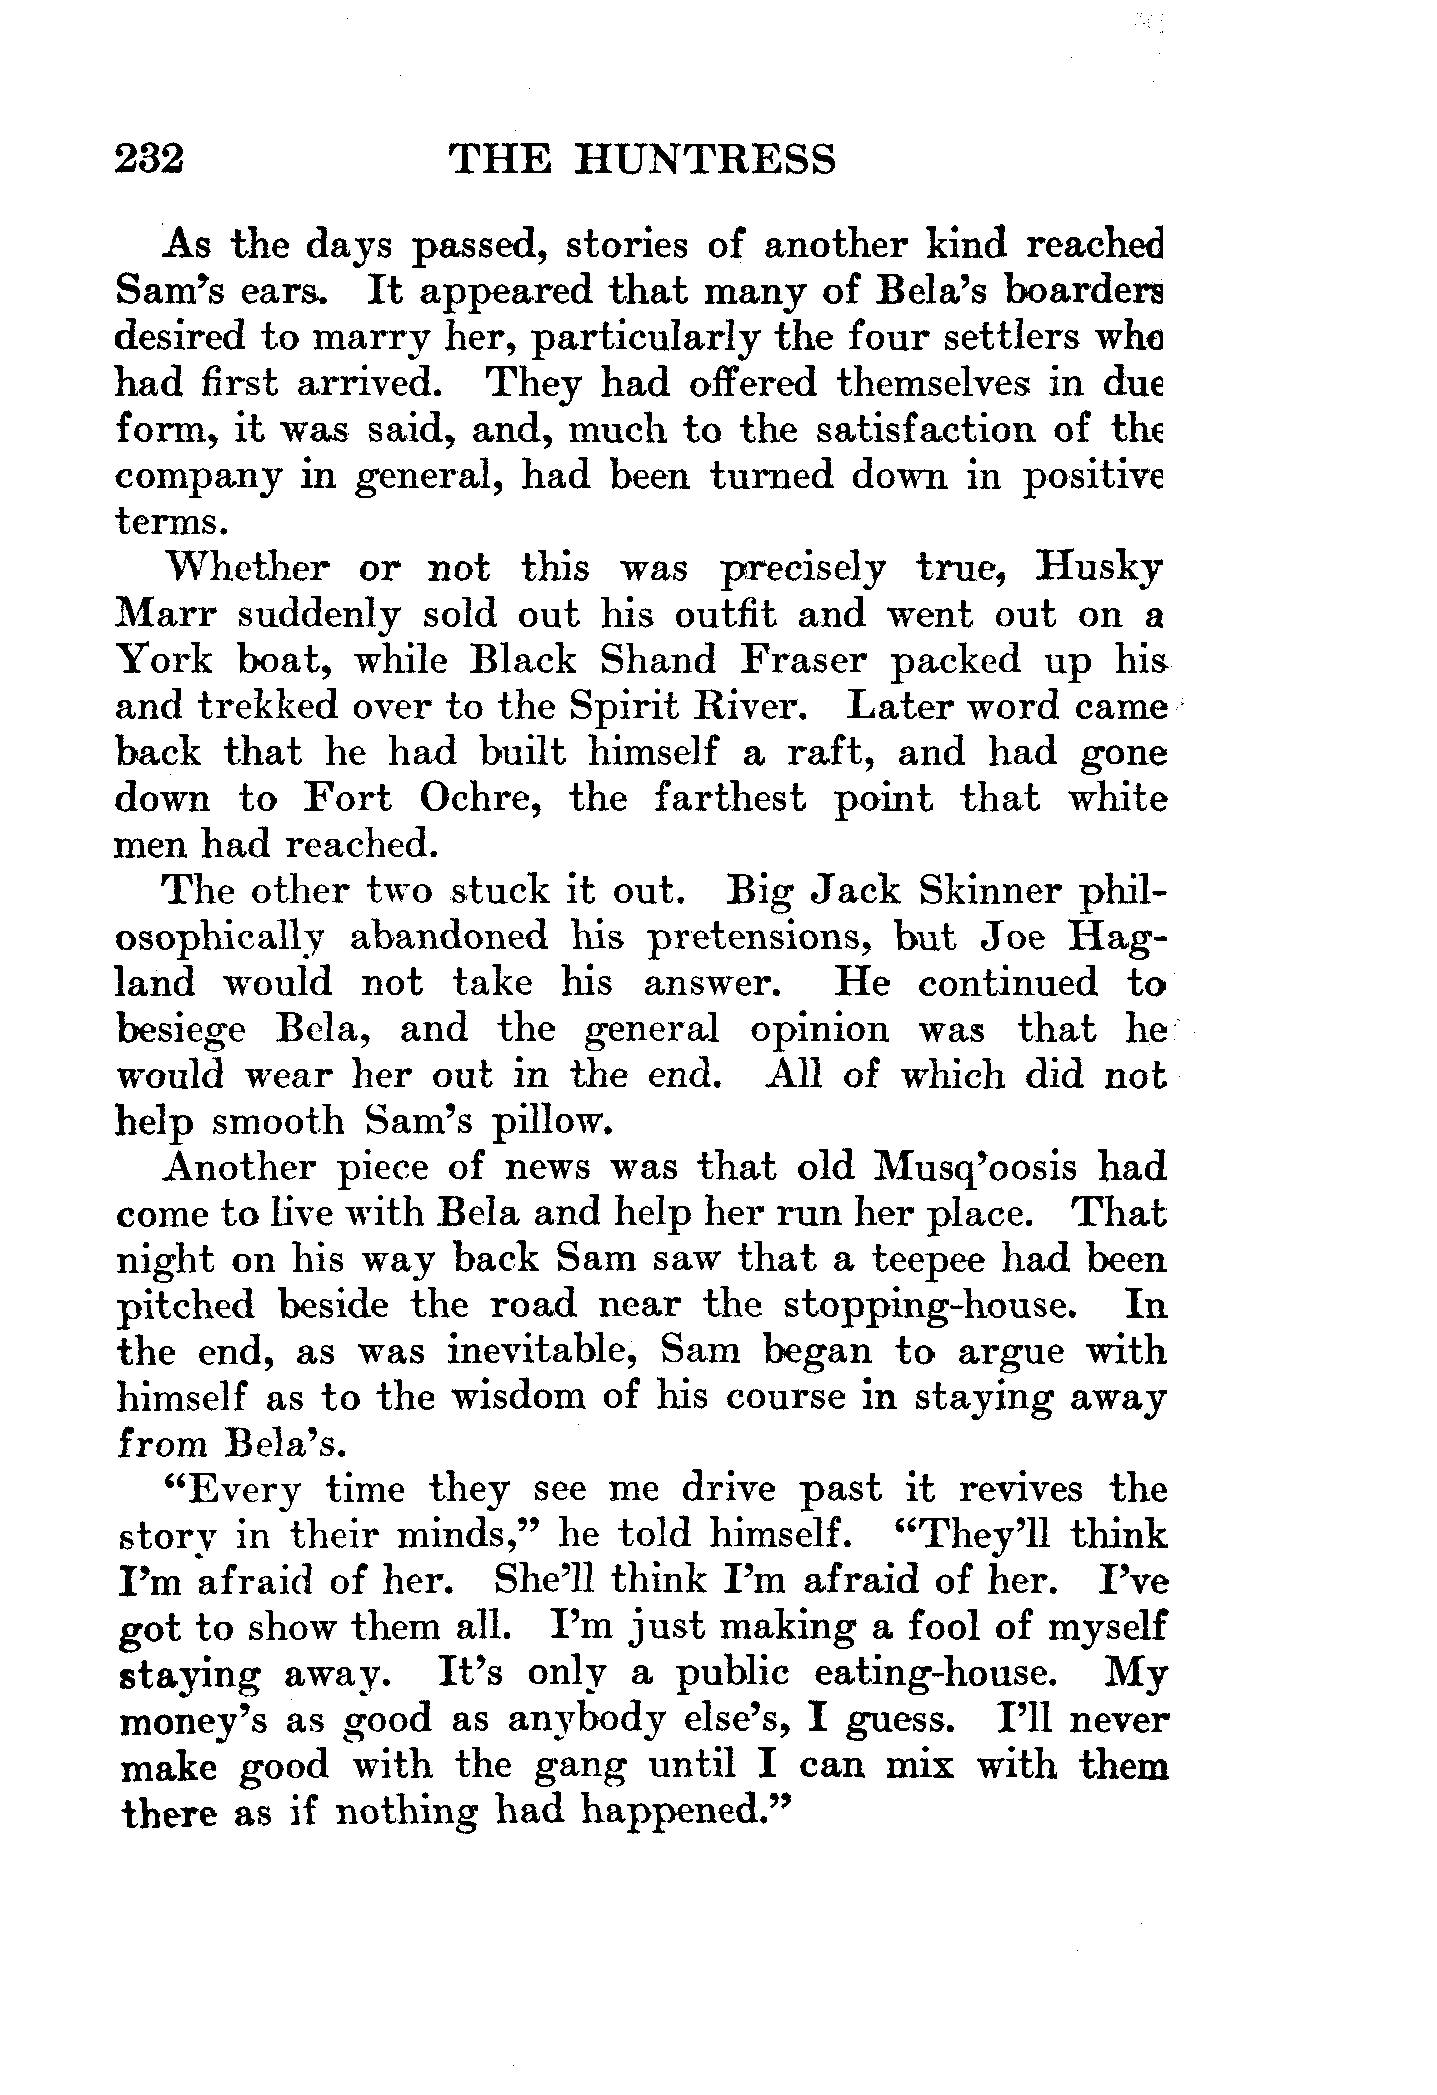 232 THE HUNTRESS
As the days passed, stories of another kind reached
Sam's ears. It appeared that many of Bela's boarders
desired to marry her, particularly the four settlers who
had first arrived. They had offered themselves in due
form, it was said, and, much to the satisfaction of the
company in general, had been turned down in positive
terms.
Whether or not this was precisely true, Husky
Marr suddenly sold out his outfit and went out on a
York boat, while Black Shand Fraser packed up his
and trekked over to the Spirit River. Later word came
back that he had built himself a raft, and had gone
down to Fort Ochre, the farthest point that white
men had reached.
The other two stuck it out. Big Jack Skinner phil-
osophically abandoned his pretensions, but Joe Hag-
land would not take his answer. He continued to
besiege Bela, and the general opinion was that he
would wear her out in the end. All of which did not
help smooth Sam's pillow.
Another piece of news was that old Musq'oosis had
come to live with Bela and help her run her place. That
night on his way back Sam saw that a teepee had been
pitched beside the road near the stopping-house. In
the end, as was inevitable, Sam began to argue with
himself as to the wisdom of his course in staying away
from Bela's.
"Every time they see me drive past it revives the
story in their minds," he told himself. "They'll think
I'm afraid of her. She'll think I'm afraid of her. I've
got to show them all. I'm just making a fool of myself
staying away. It's only a public eating-house. My
money's as good as anybody else's, I guess. I'll never
make good with the gang until I can mix with them
there as if nothing had happened."